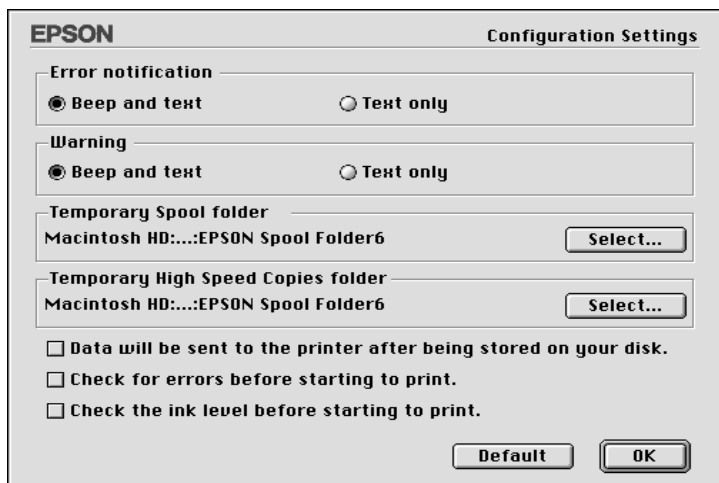 EPSON Configuration Settings
Error notification
Beep and text Text only
Warning
Beep and text Text only
Temporary Spool folder
Macintosh HD:...:EPSON Spool Folder6 Select...
Temporary High Speed Copies folder
Macintosh HD:...:EPSON Spool Folder6 Select...
Data will be sent to the printer after being stored on your disk.
Check for errors before starting to print.
Check the ink level before starting to print.
Default OK